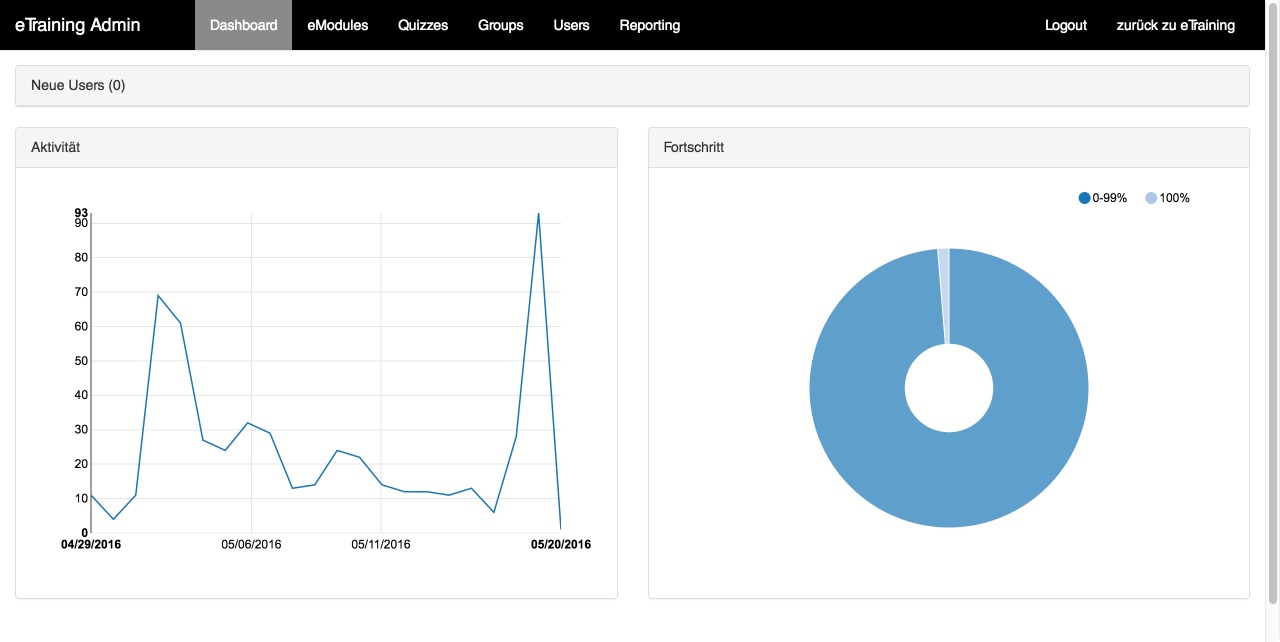 eTraining Admin Dashboard eModules Quizzes Groups Users Reporting Logout zurück zu eTraining
Neue Users (0)
Aktivität
93
90
80
70
60
50
40
30
20
10
0
04/29/2016 05/06/2016 05/11/2016 05/20/2016
Fortschritt
0-99% 100%